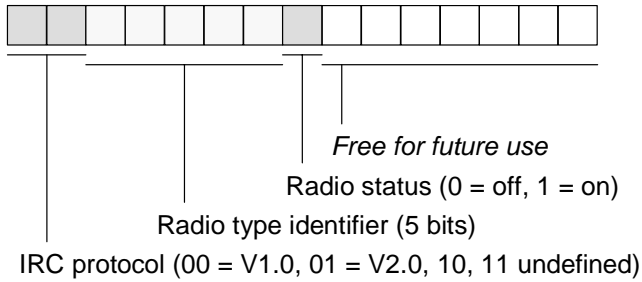 Free for future use
Radio status (0 = off, 1 = on)
Radio type identifier (5 bits)
IRC protocol (00 = V1.0, 01 = V2.0, 10, 11 undefined)